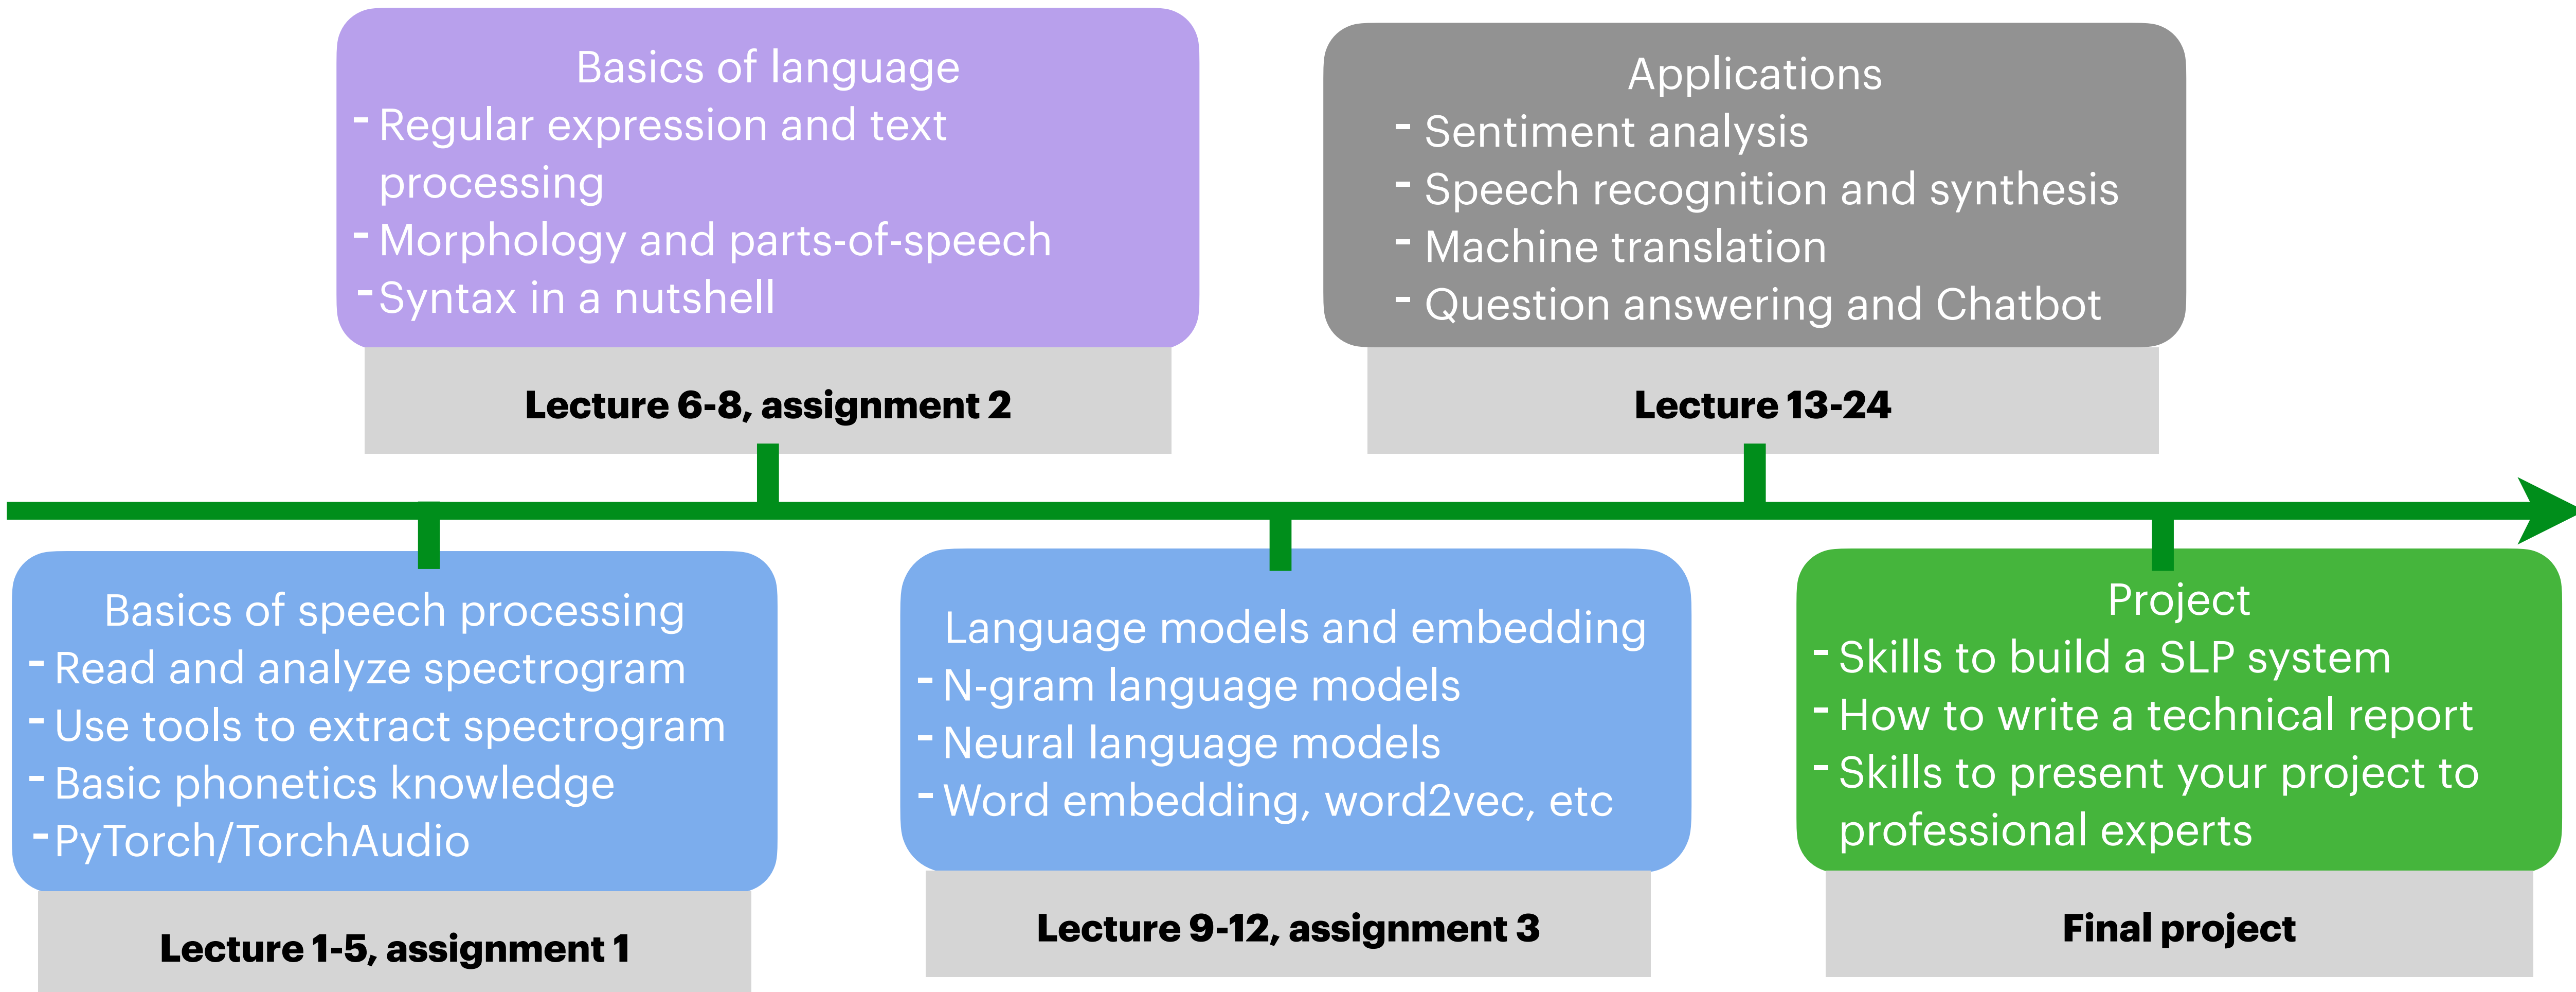 Basics of language
- Regular expression and text
processing
- Morphology and parts-of-speech
- Syntax in a nutshell
Lecture 6-8, assignment 2
Applications
- Sentiment analysis
- Speech recognition and synthesis
- Machine translation
- Question answering and Chatbot
Lecture 13-24
Basics of speech processing
- Read and analyze spectrogram
- Use tools to extract spectrogram
- Basic phonetics knowledge
- PyTorch/TorchAudio
Lecture 1-5, assignment 1
Language models and embedding
- N-gram language models
- Neural language models
- Word embedding, word2vec, etc
Lecture 9-12, assignment 3
Project
- Skills to build a SLP system
- How to write a technical report
- Skills to present your project to
professional experts
Final project